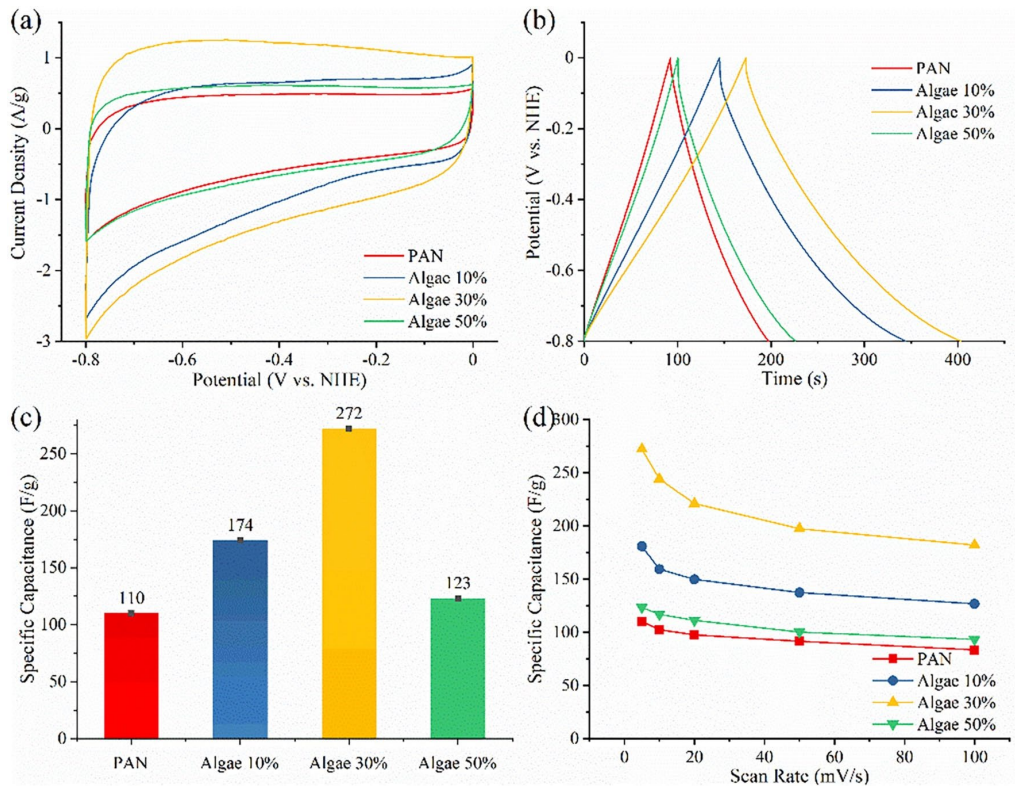 (a)
1
0
-1
-2
-3
Current Density (A/g)
-0.8
-0.6
-0.4
-0.2
0
Potential (V vs. NHE)
PAN
Algae 10%
Algae 30%
Algae 50%
(b)
0
-0.2
-0.4
-0.6
-0.8
Potential (V vs. NHE)
0
100
200
300
400
Time (s)
PAN
Algae 10%
Algae 30%
Algae 50%
(c)
250
200
150
100
50
0
Specific Capacitance (F/g)
110
174
272
123
PAN
Algae 10%
Algae 30%
Algae 50%
(d)
300
250
200
150
100
50
0
Specific Capacitance (F/g)
0
20
40
60
80
100
Scan Rate (mV/s)
PAN
Algae 10%
Algae 30%
Algae 50%